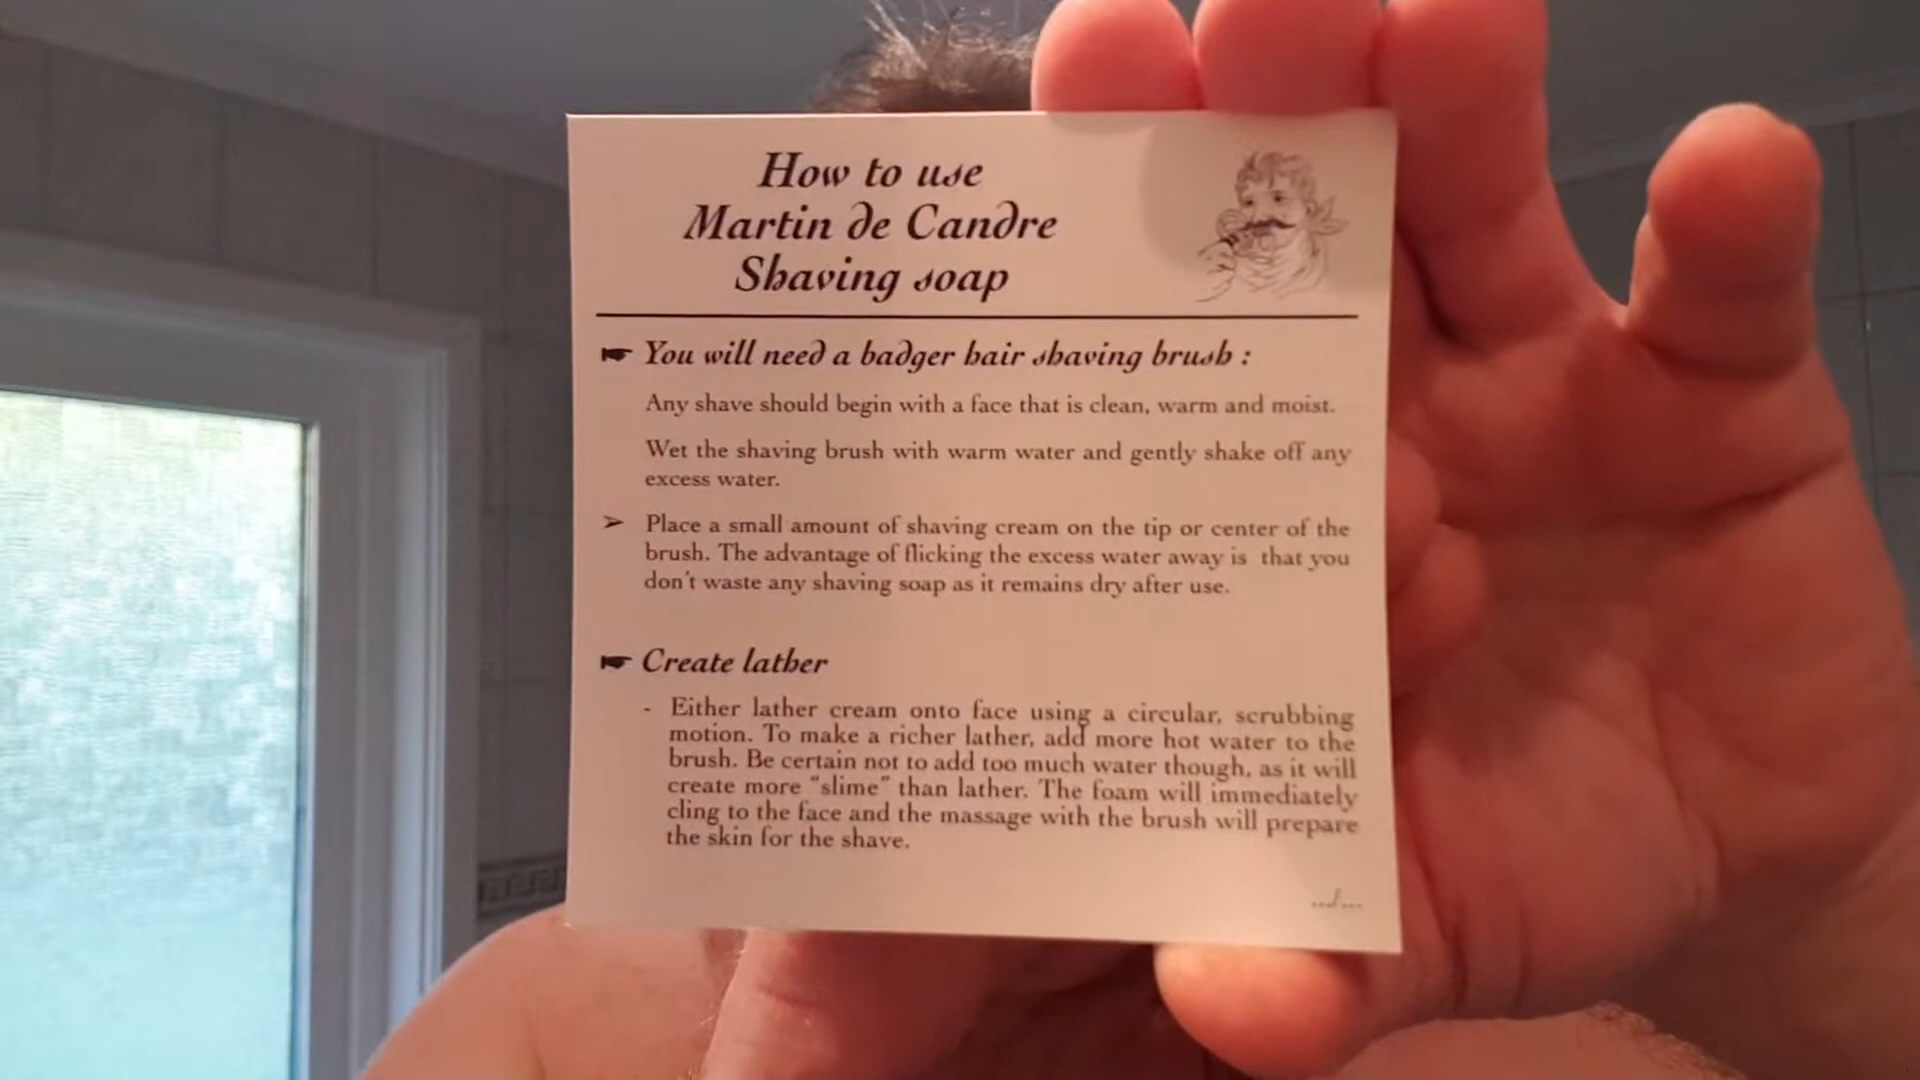 How to use
Martin de Candre
Shaving soap
You will need a badger hair shaving brush :
Any shave should begin with a face that is clean, warm and moist.
Wet the shaving brush with warm water and gently shake off any
excess water.
➢ Place a small amount of shaving cream on the tip or center of the
brush. The advantage of flicking the excess water away is that you
don't waste any shaving soap as it remains dry after use.
Create lather
- Either lather cream onto face using a circular, scrubbing
motion. To make a richer lather, add more hot water to the
brush. Be certain not to add too much water though, as it will
create more "slime" than lather. The foam will immediately
cling to the face and the massage with the brush will prepare
the skin for the shave.
.../...